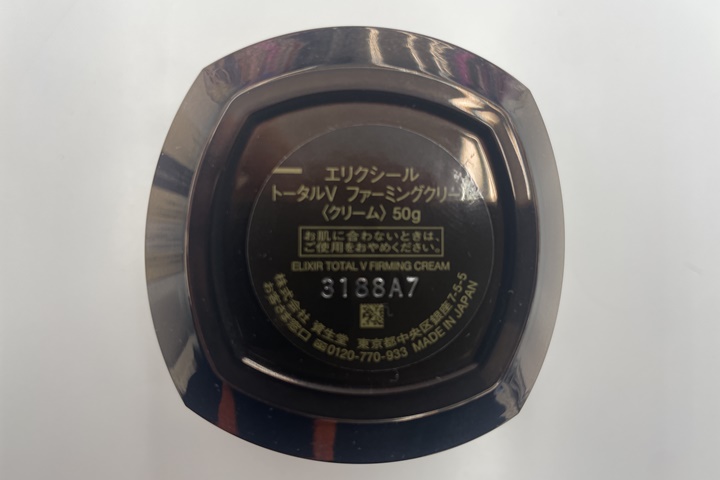 エリクシール
トータルV ファーミングクリーム
〈クリーム〉50g
お肌に合わないときは、
ご使用をおやめください。
ELIXIR TOTAL V FIRMING CREAM
3188A7
株式会社 資生堂 東京都中央区銀座7-5-5
お客さま窓口 0120-770-933 MADE IN JAPAN